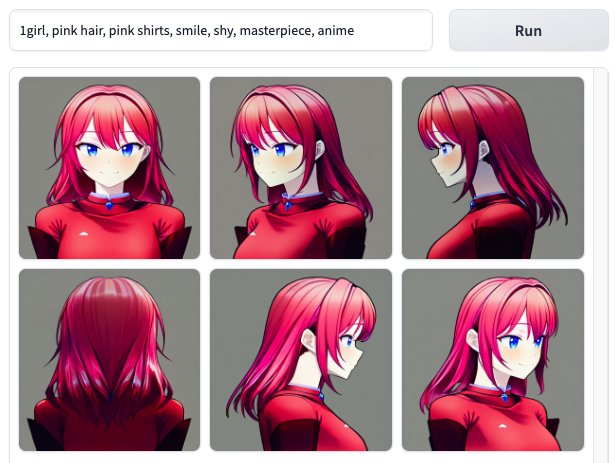 1girl, pink hair, pink shirts, smile, shy, masterpiece, anime
Run